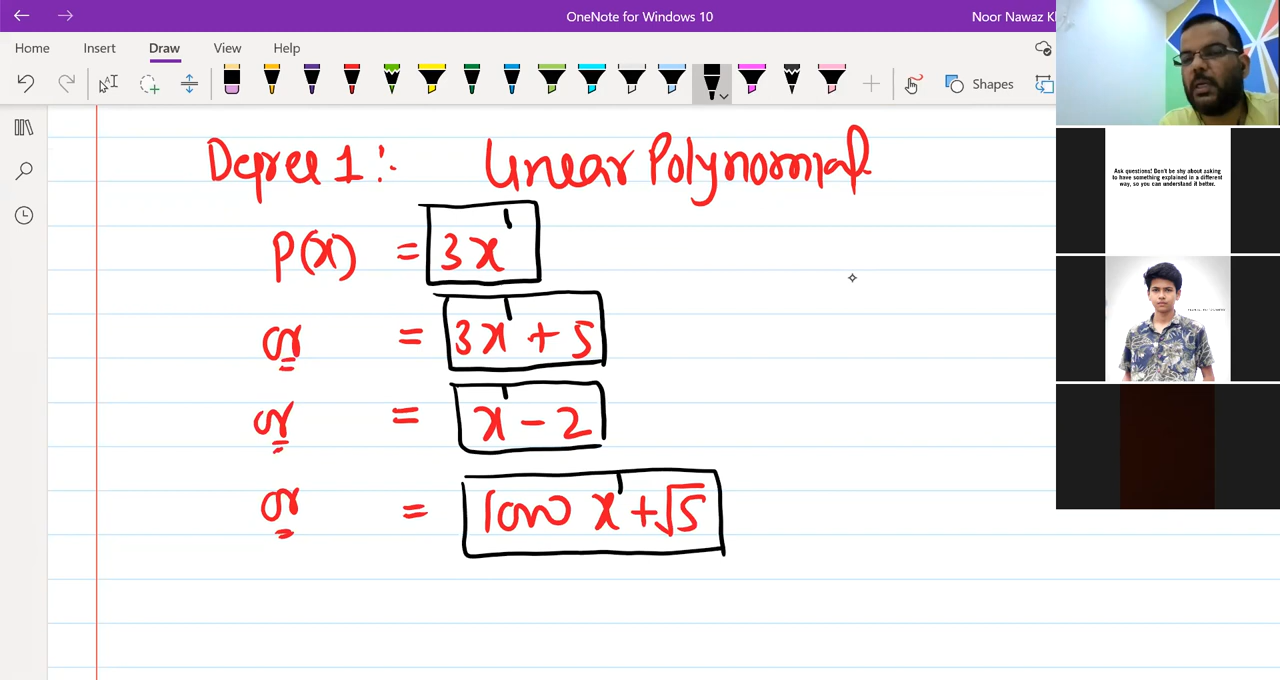 OneNote for Windows 10
Noor Nawaz Kh
Home Insert Draw View Help
Shapes
Degree 1 :- Linear Polynomial
P(x) = 3x¹
or = 3x¹ + 5
or = x¹ - 2
or = x¹ + √5
Ask questions! Don't be shy about asking
to have something explained in a different
way, so you can understand it better.